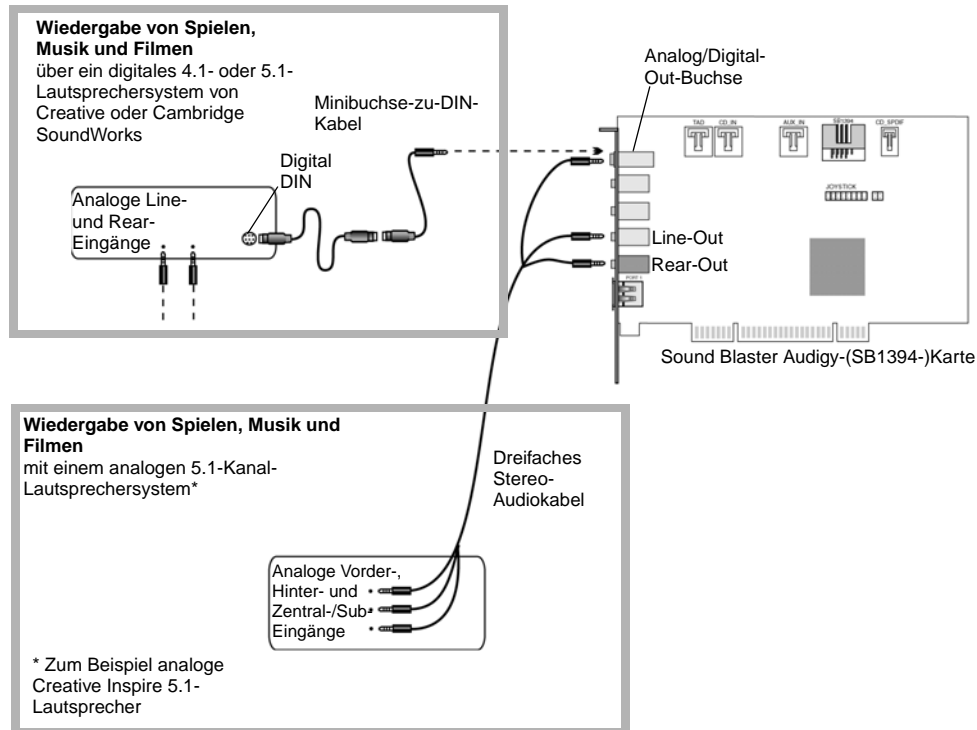 Wiedergabe von Spielen,
Musik und Filmen
über ein digitales 4.1- oder 5.1-
Lautsprechersystem von
Creative oder Cambridge
SoundWorks
Minibuchse-zu-DIN-
Kabel
Digital
DIN
Analoge Line-
und Rear-
Eingänge
Analog/Digital-
Out-Buchse
TAD
CD_IN
AUX_IN
SB1394
CD_SPDIF
JOYSTICK
Line-Out
Rear-Out
PORT 1
Sound Blaster Audigy-(SB1394-)Karte
Wiedergabe von Spielen, Musik und
Filmen
mit einem analogen 5.1-Kanal-
Lautsprechersystem*
Dreifaches
Stereo-
Audiokabel
Analoge Vorder-,
Hinter- und
Zentral-/Sub-
Eingänge
* Zum Beispiel analoge
Creative Inspire 5.1-
Lautsprecher